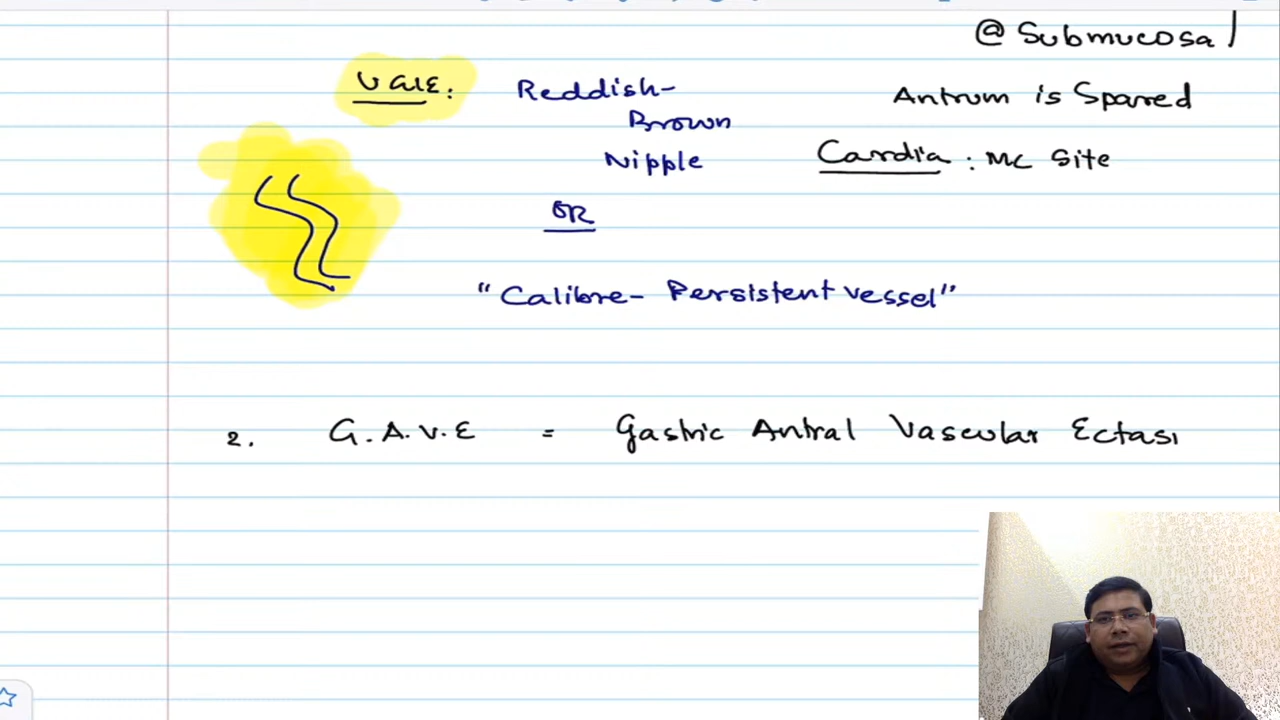 @ Submucosal
UGIE:
Reddish-
Brown
Nipple
OR
"Calibre- Persistent vessel"
Antrum is Spared
Cardia : MC Site
2. G.A.V.E = Gastric Antral Vascular Ectasi